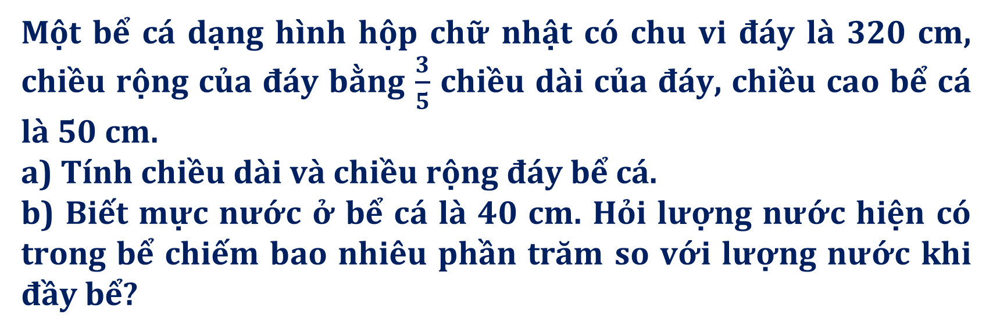 Một bể cá dạng hình hộp chữ nhật có chu vi đáy là 320 cm,
chiều rộng của đáy bằng 3/5 chiều dài của đáy, chiều cao bể cá
là 50 cm.
a) Tính chiều dài và chiều rộng đáy bể cá.
b) Biết mực nước ở bể cá là 40 cm. Hỏi lượng nước hiện có
trong bể chiếm bao nhiêu phần trăm so với lượng nước khi
đầy bể?